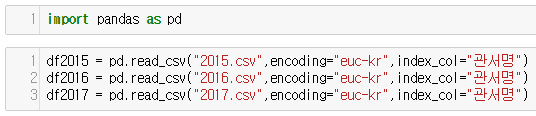 1 import pandas as pd
1 df2015 = pd.read_csv("2015.csv",encoding="euc-kr",index_col="관서명")
2 df2016 = pd.read_csv("2016.csv",encoding="euc-kr",index_col="관서명")
3 df2017 = pd.read_csv("2017.csv",encoding="euc-kr",index_col="관서명")